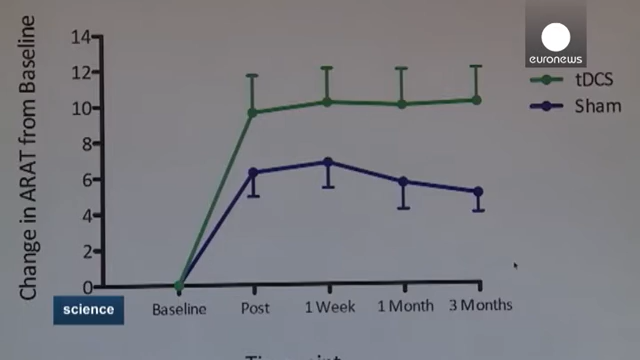 euronews
tDCS
Sham
Change in ARAT from Baseline
14
12
10
8
6
4
2
0
Baseline
Post
1 Week
1 Month
3 Months
science